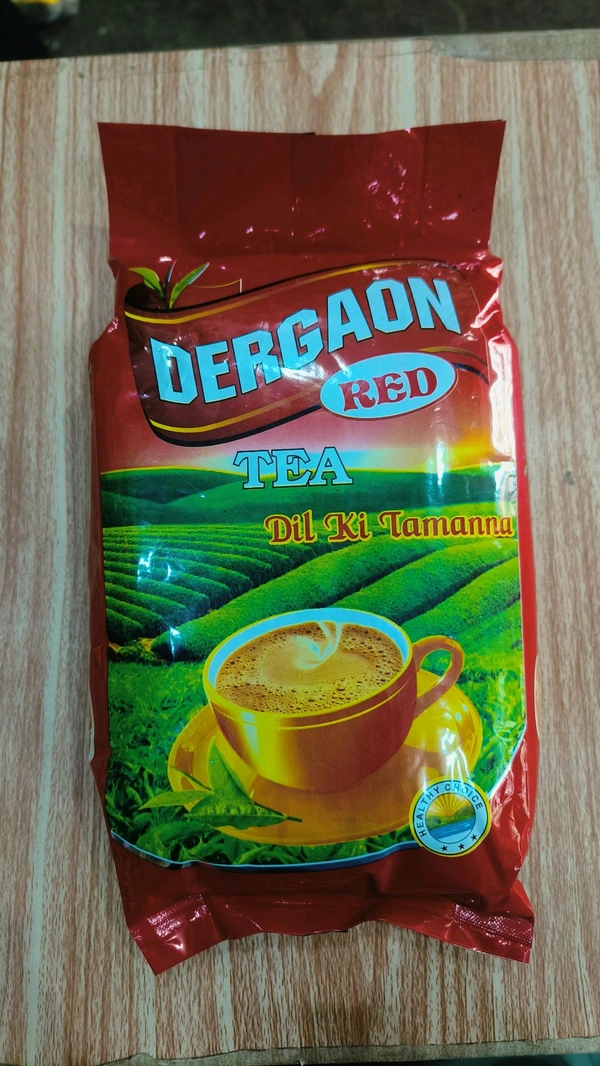 DERGAON
RED
TEA
Dil Ki Tamanna
HEALTHY CHOICE